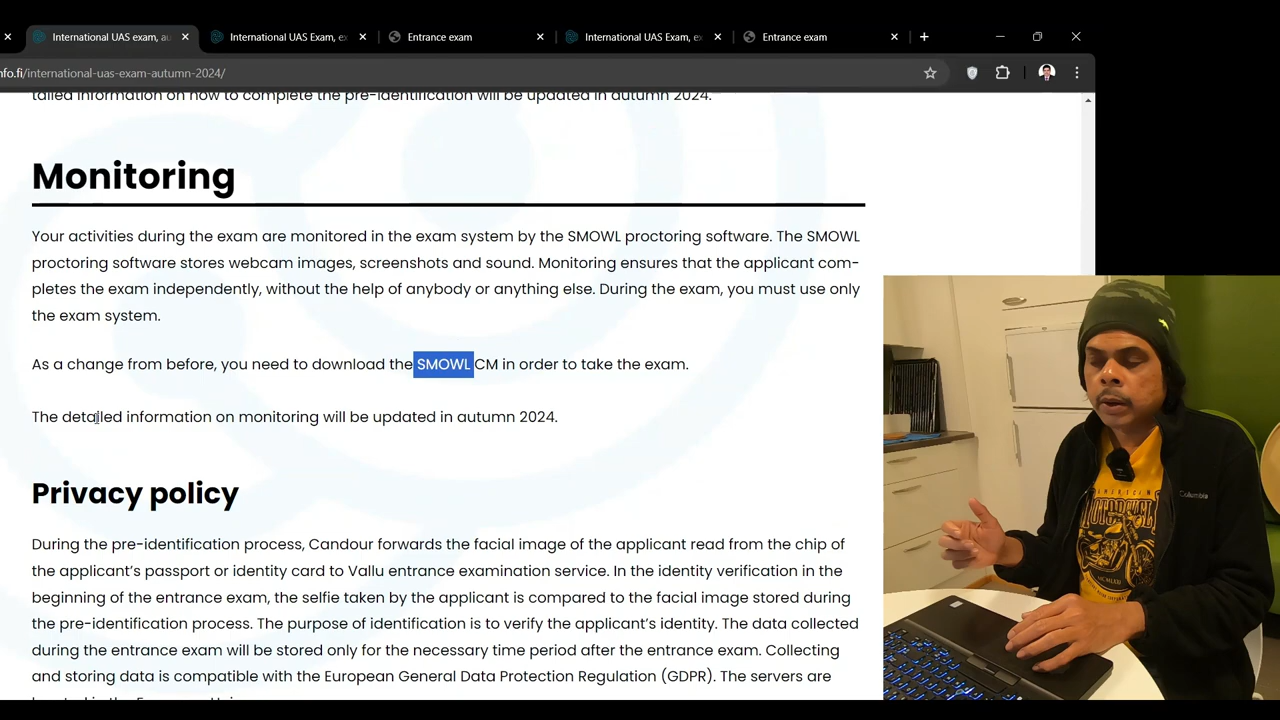 International UAS exam, au
International UAS Exam, ex
Entrance exam
International UAS Exam, ex
Entrance exam
nfo.fi/international-uas-exam-autumn-2024/
tailed information on how to complete the pre-identification will be updated in autumn 2024.
Monitoring
Your activities during the exam are monitored in the exam system by the SMOWL proctoring software. The SMOWL
proctoring software stores webcam images, screenshots and sound. Monitoring ensures that the applicant com-
pletes the exam independently, without the help of anybody or anything else. During the exam, you must use only
the exam system.
As a change from before, you need to download the SMOWL CM in order to take the exam.
The detailed information on monitoring will be updated in autumn 2024.
Privacy policy
During the pre-identification process, Candour forwards the facial image of the applicant read from the chip of
the applicant's passport or identity card to Vallu entrance examination service. In the identity verification in the
beginning of the entrance exam, the selfie taken by the applicant is compared to the facial image stored during
the pre-identification process. The purpose of identification is to verify the applicant's identity. The data collected
during the entrance exam will be stored only for the necessary time period after the entrance exam. Collecting
and storing data is compatible with the European General Data Protection Regulation (GDPR). The servers are
Columbia
AMERICAN
MOTORCYCLE